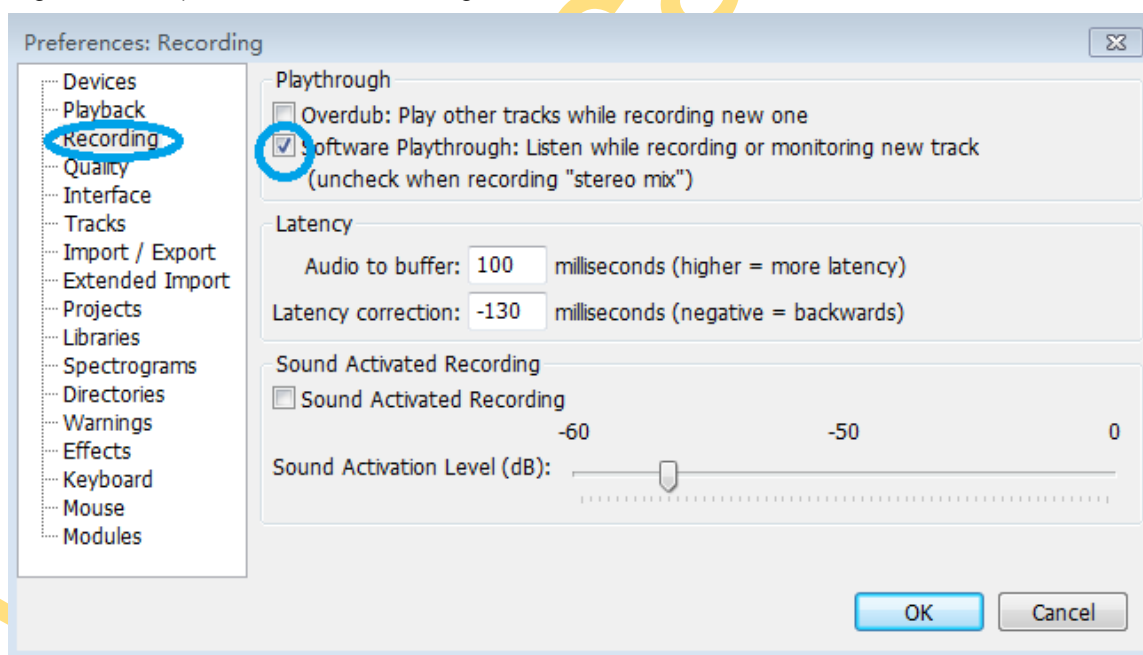 Preferences: Recording
Devices
Playback
Recording
Quality
Interface
Tracks
Import / Export
Extended Import
Projects
Libraries
Spectrograms
Directories
Warnings
Effects
Keyboard
Mouse
Modules
Playthrough
Overdub: Play other tracks while recording new one
Software Playthrough: Listen while recording or monitoring new track
(uncheck when recording "stereo mix")
Latency
Audio to buffer: 100 milliseconds (higher = more latency)
Latency correction: -130 milliseconds (negative = backwards)
Sound Activated Recording
Sound Activated Recording
-60 -50 0
Sound Activation Level (dB):
OK Cancel